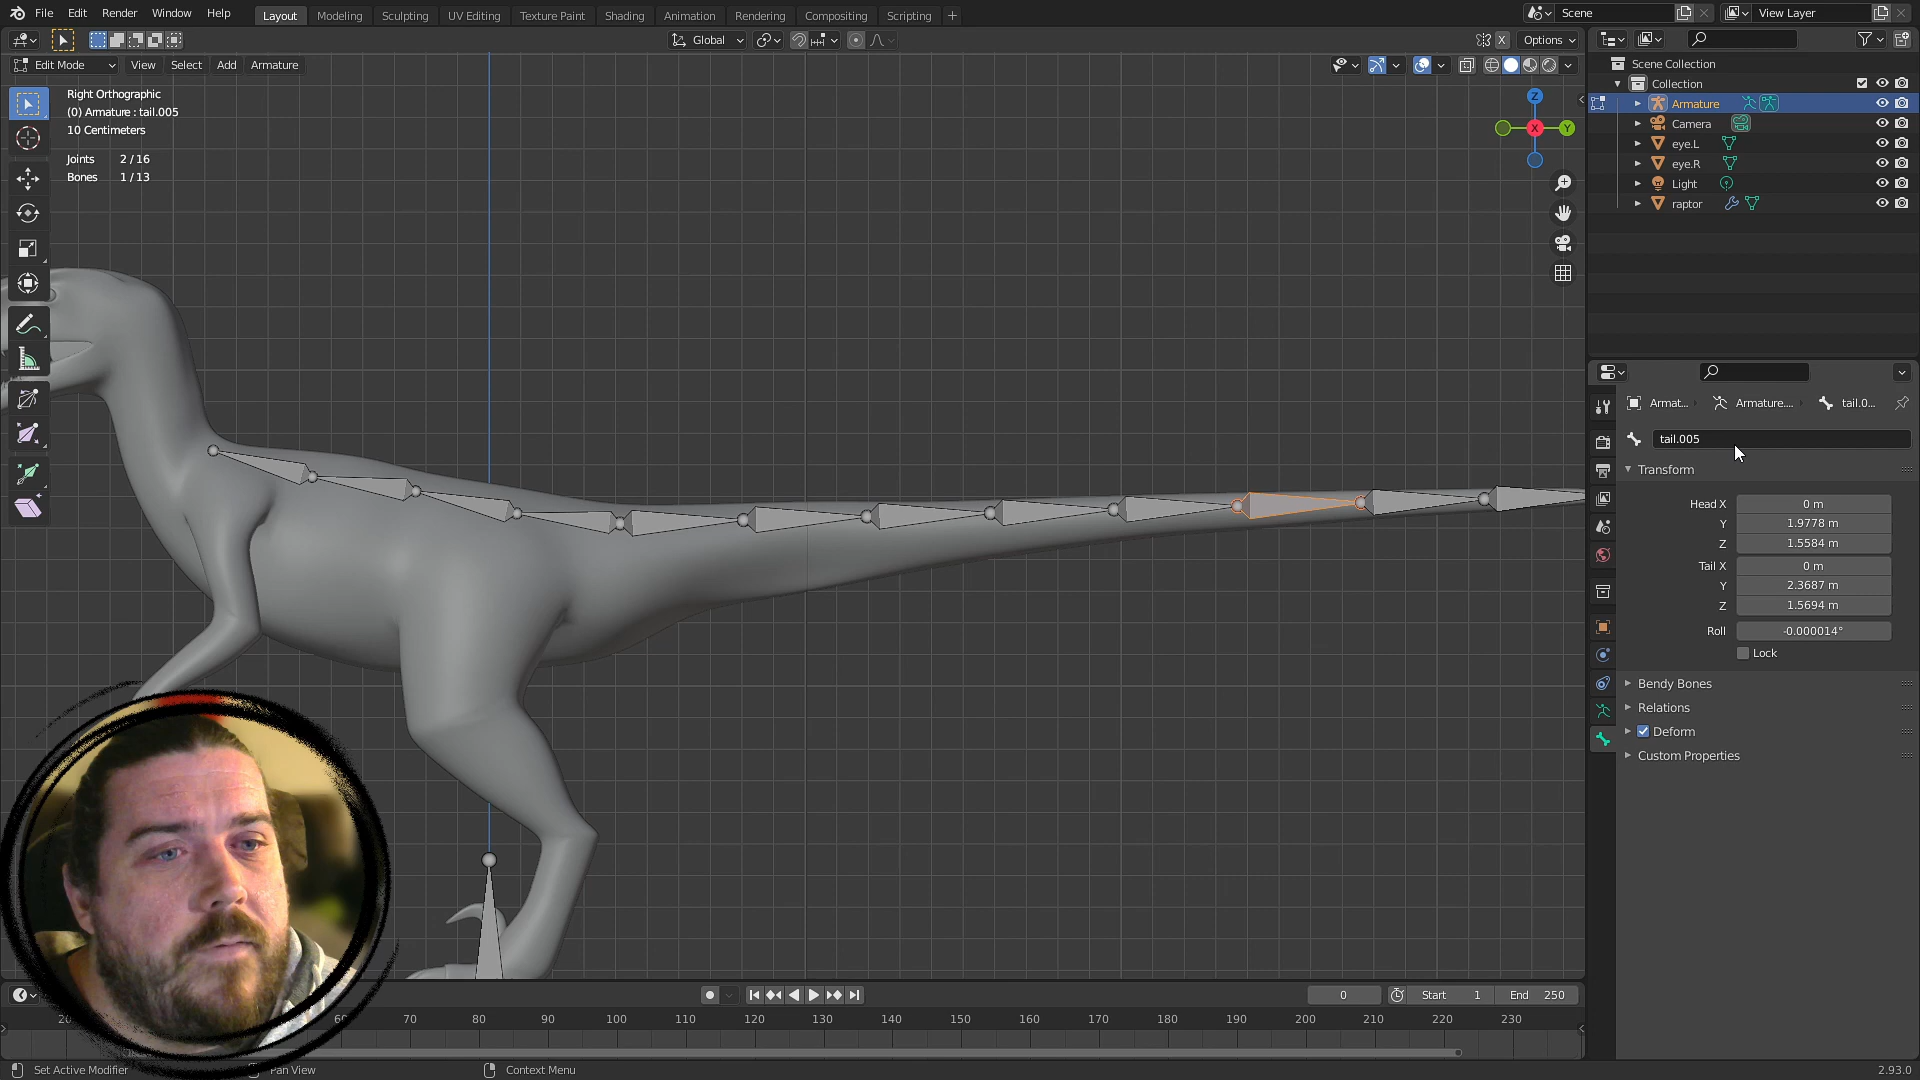 File Edit Render Window Help Layout Modeling Sculpting UV Editing Texture Paint Shading Animation Rendering Compositing Scripting + Scene View Layer
Global X Options
Edit Mode View Select Add Armature
Right Orthographic
(0) Armature : tail.005
10 Centimeters
Joints 2 / 16
Bones 1 / 13
Z
X
Y
Scene Collection
Collection
Armature
Camera
eye.L
eye.R
Light
raptor
Armat... Armature.... tail.0...
tail.005
Transform
Head X 0 m
Y 1.9778 m
Z 1.5584 m
Tail X 0 m
Y 2.3687 m
Z 1.5694 m
Roll -0.000014°
Lock
Bendy Bones
Relations
Deform
Custom Properties
0 Start 1 End 250
20 60 70 80 90 100 110 120 130 140 150 160 170 180 190 200 210 220 230
Set Active Modifier Pan View Context Menu 2.93.0